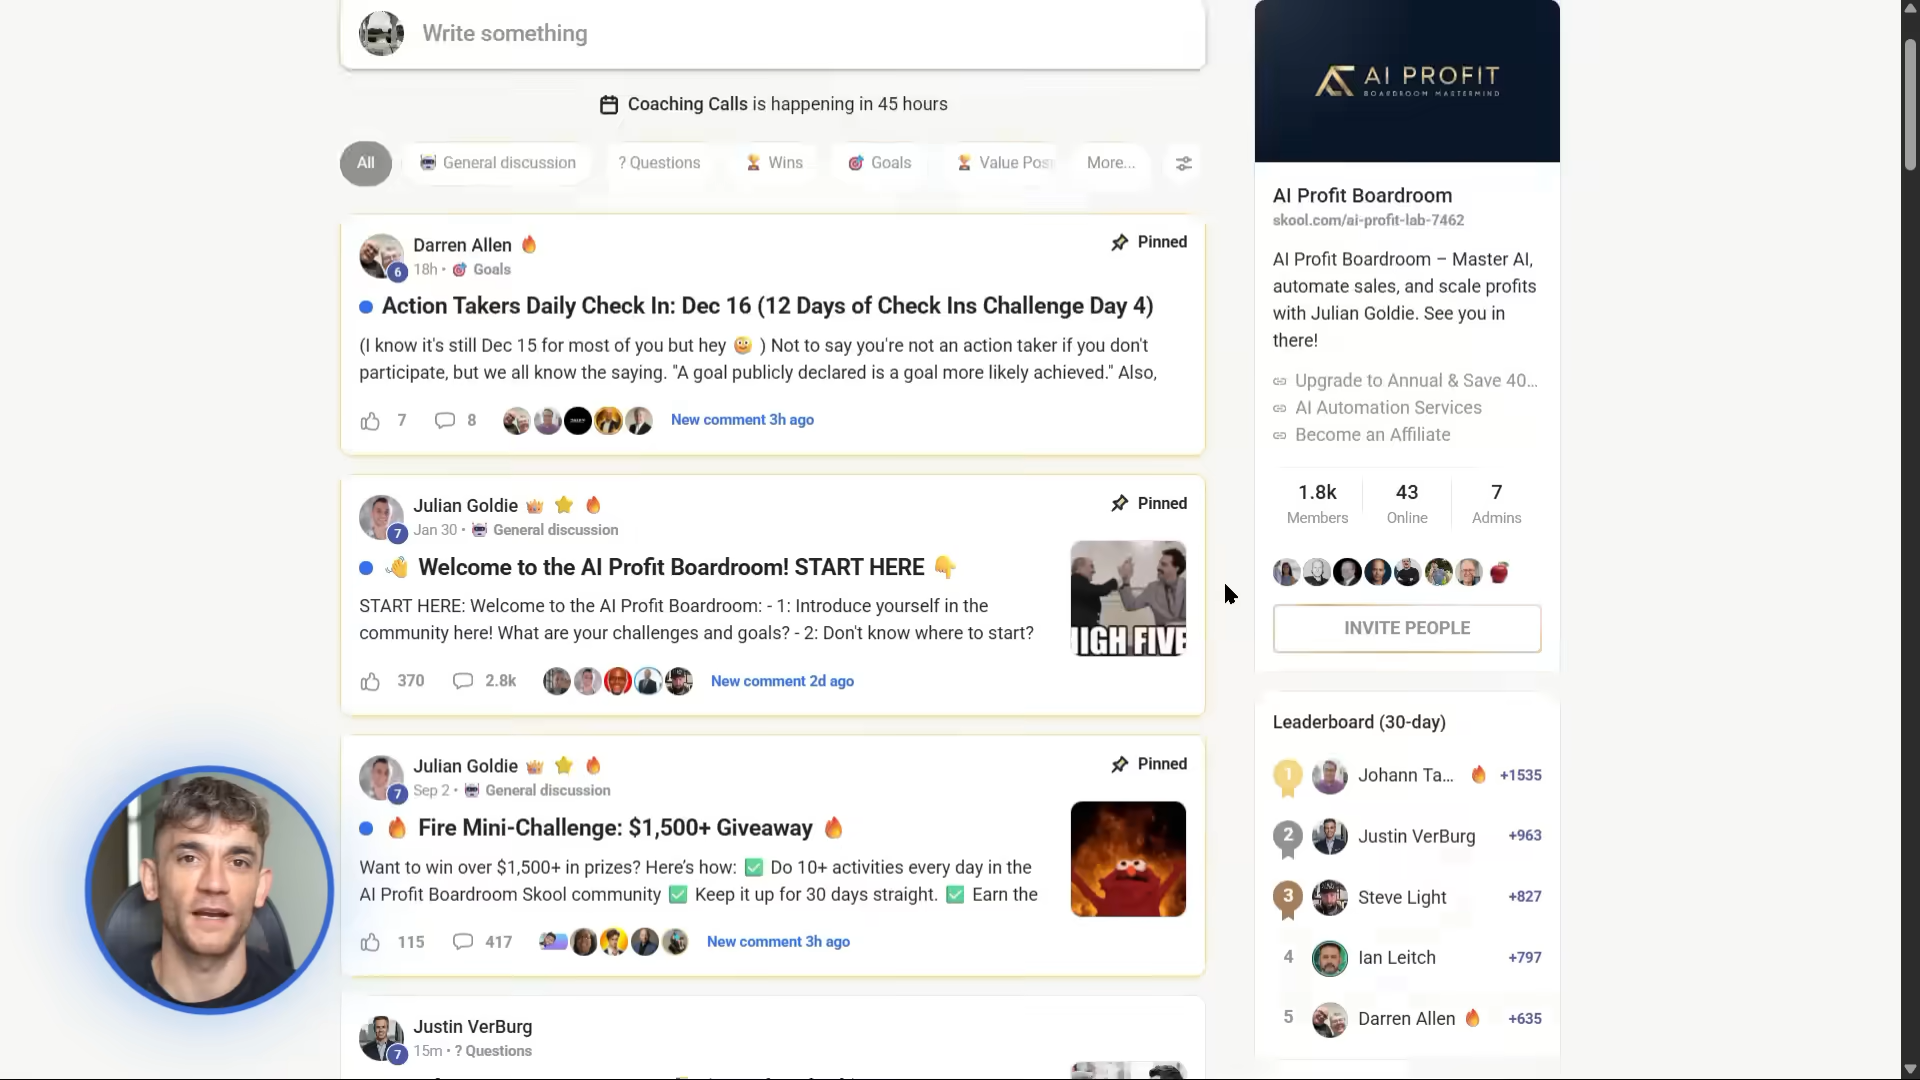 Write something
Coaching Calls is happening in 45 hours
All
General discussion
? Questions
Wins
Goals
Value Pos
More...
Darren Allen
Pinned
6
18h • Goals
Action Takers Daily Check In: Dec 16 (12 Days of Check Ins Challenge Day 4)
(I know it's still Dec 15 for most of you but hey ) Not to say you're not an action taker if you don't
participate, but we all know the saying. "A goal publicly declared is a goal more likely achieved." Also,
7 8 New comment 3h ago
Julian Goldie
Pinned
7
Jan 30 • General discussion
👋 Welcome to the AI Profit Boardroom! START HERE 👇
START HERE: Welcome to the AI Profit Boardroom: - 1: Introduce yourself in the
community here! What are your challenges and goals? - 2: Don't know where to start?
HIGH FIVE
370 2.8k New comment 2d ago
Julian Goldie
Pinned
7
Sep 2 • General discussion
🔥 Fire Mini-Challenge: $1,500+ Giveaway 🔥
Want to win over $1,500+ in prizes? Here’s how: ✅ Do 10+ activities every day in the
AI Profit Boardroom Skool community ✅ Keep it up for 30 days straight. ✅ Earn the
115 417 New comment 3h ago
Justin VerBurg
7
15m • ? Questions
AI PROFIT
BOARDROOM MASTERMIND
AI Profit Boardroom
skool.com/ai-profit-lab-7462
AI Profit Boardroom – Master AI,
automate sales, and scale profits
with Julian Goldie. See you in
there!
Upgrade to Annual & Save 40...
AI Automation Services
Become an Affiliate
1.8k 43 7
Members Online Admins
INVITE PEOPLE
Leaderboard (30-day)
1 Johann Ta... +1535
2 Justin VerBurg +963
3 Steve Light +827
4 Ian Leitch +797
5 Darren Allen +635